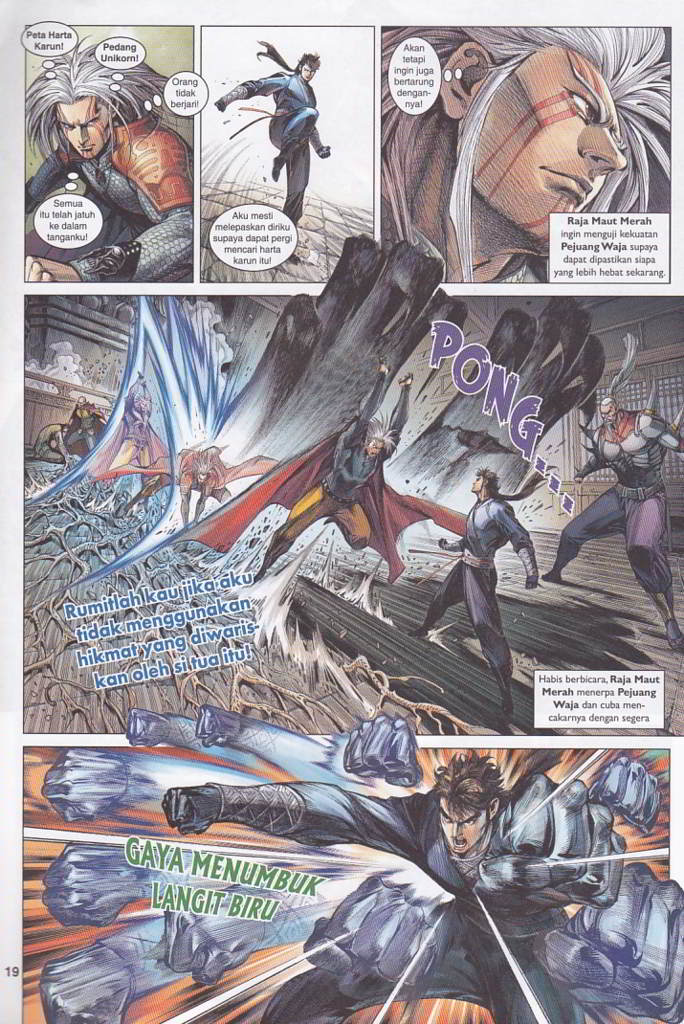 Peta Harta
Karun!
Pedang
Unikorn!
Orang
tidak
berjari!
Semua
itu telah jatuh
ke dalam
tanganku!
Aku mesti
melepaskan diriku
supaya dapat pergi
mencari harta
karun itu!
Akan
tetapi
ingin juga
bertarung
dengan-
nya!
Raja Maut Merah
ingin menguji kekuatan
Pejuang Waja supaya
dapat dipastikan siapa
yang lebih hebat sekarang.
PONG...
Rumitlah kau jika aku
tidak menggunakan
hikmat yang diwaris-
kan oleh si tua itu!
Habis berbicara, Raja Maut
Merah menerpa Pejuang
Waja dan cuba men-
cakarnya dengan segera
GAYA MENUMBUK
LANGIT BIRU
19